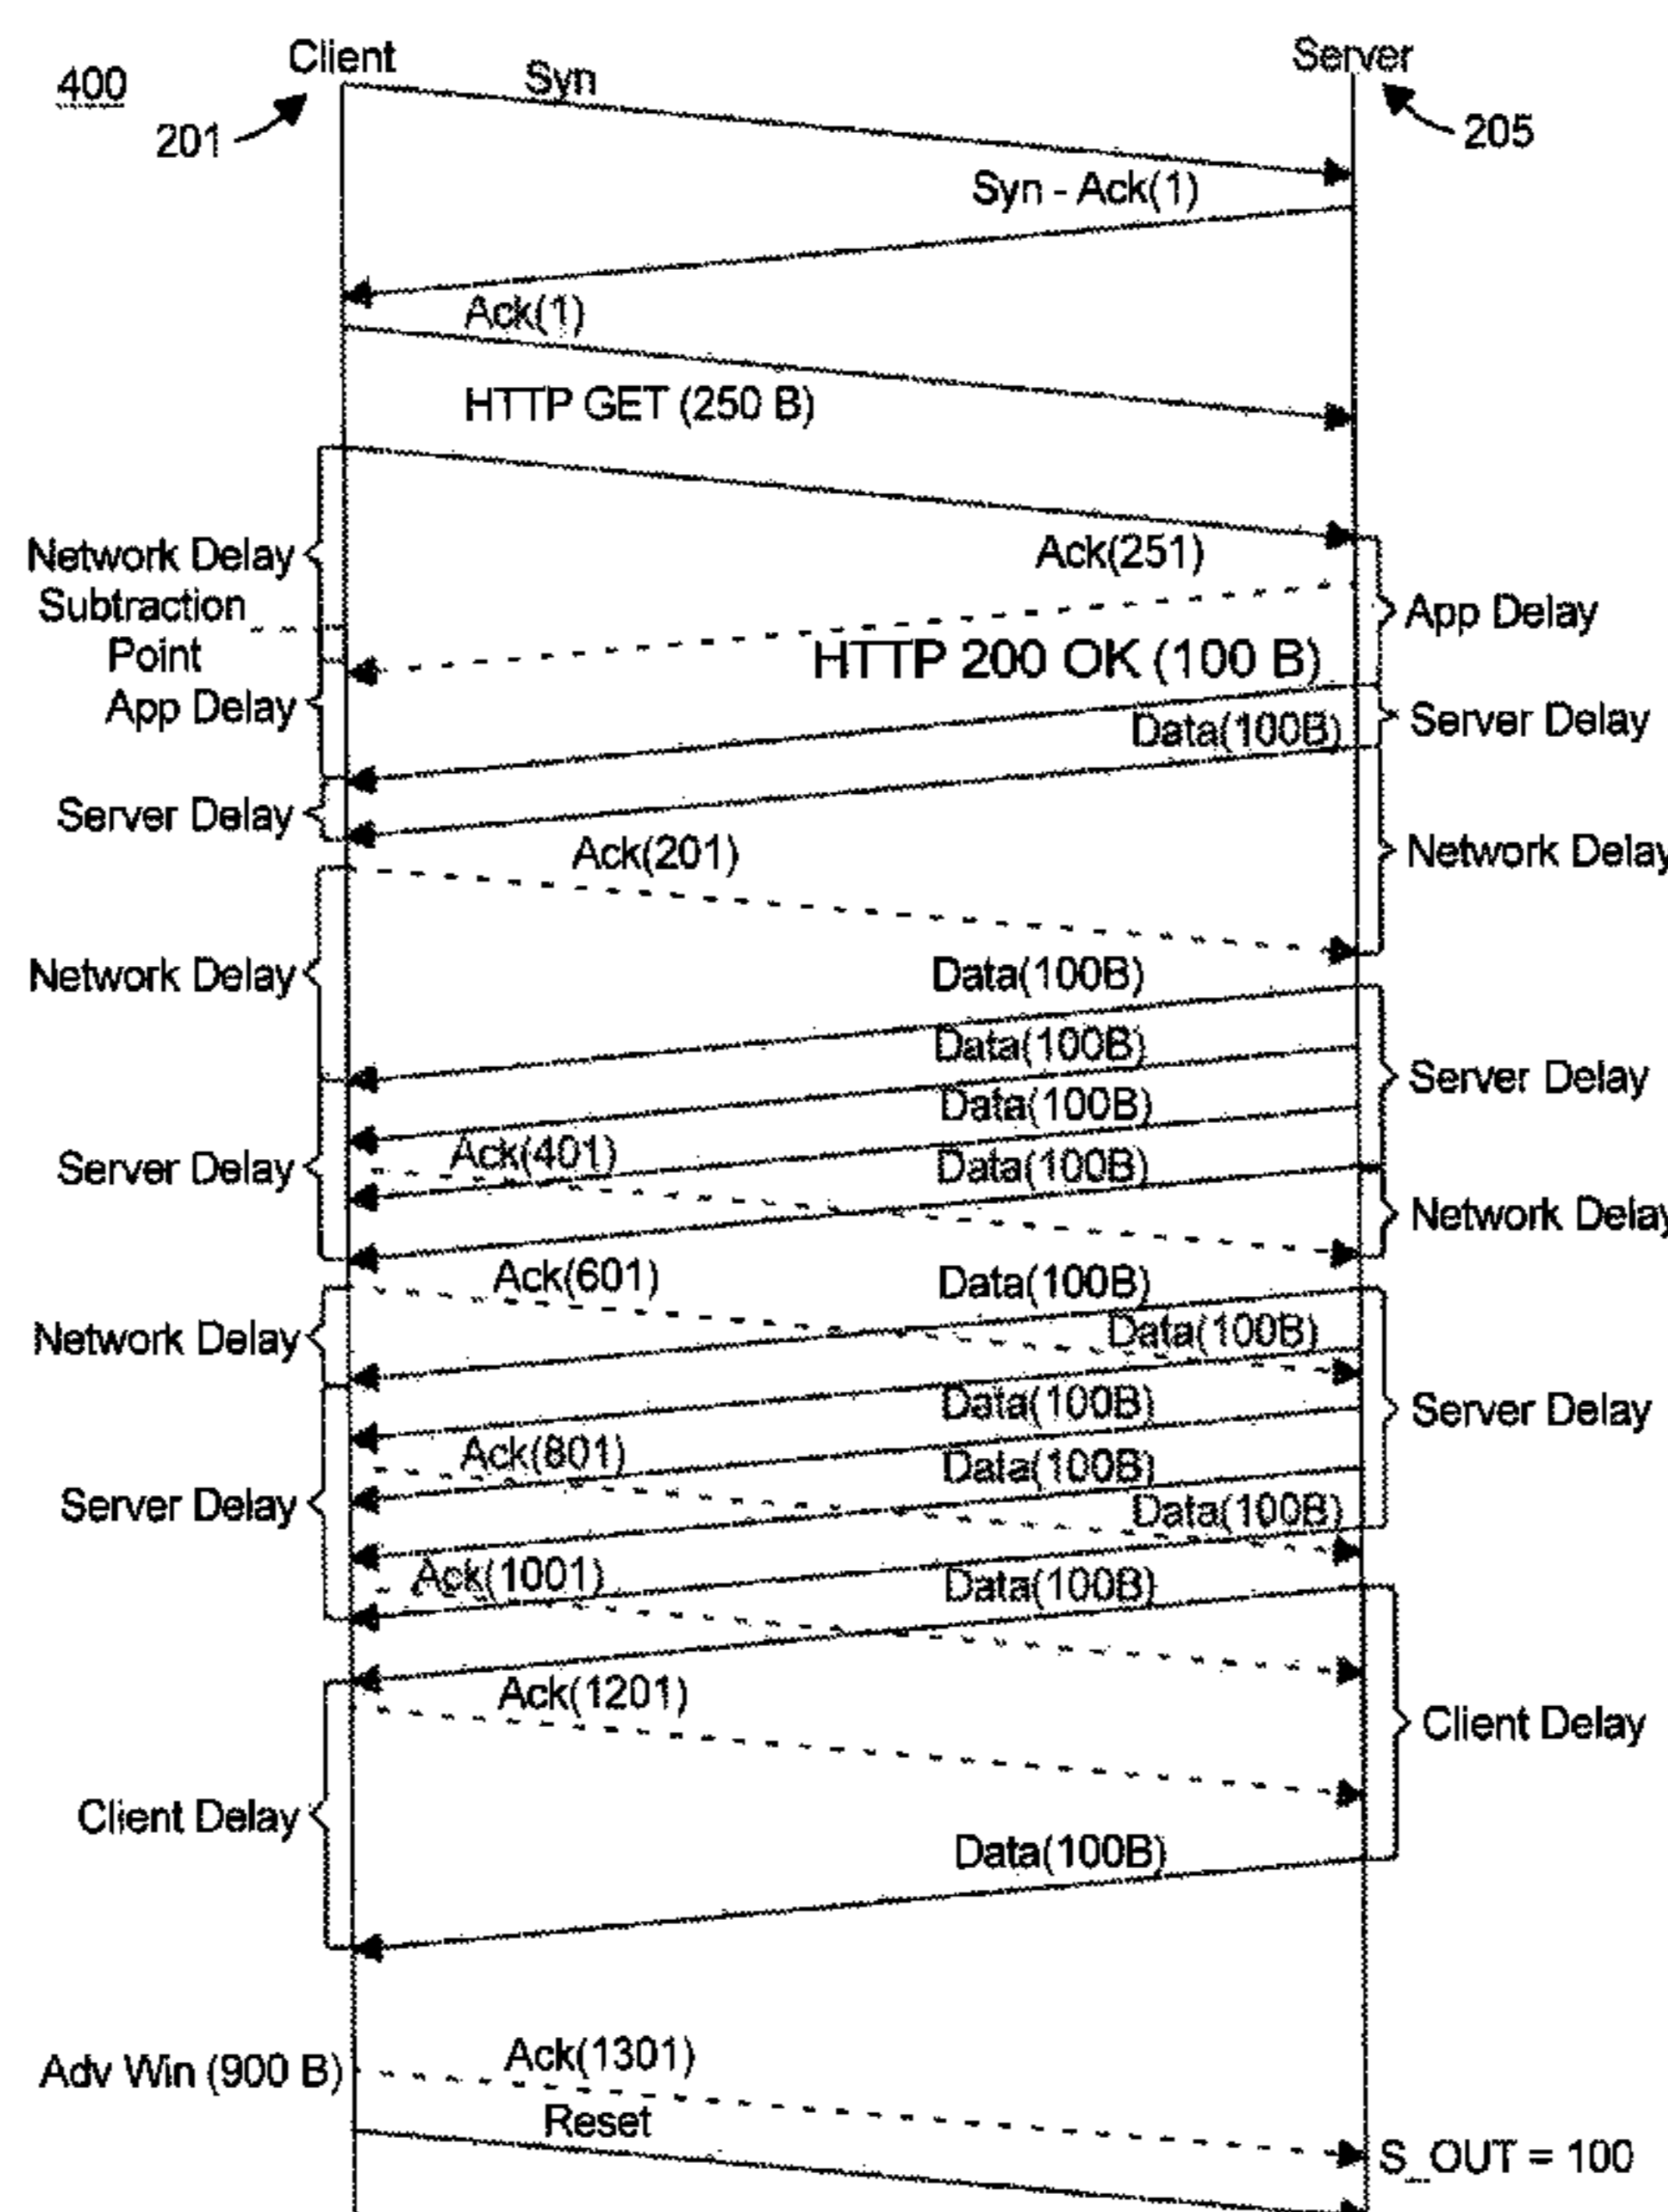 400
Client
Server
201
205
Syn
Syn - Ack(1)
Ack(1)
HTTP GET (250 B)
Network Delay
Ack(251)
Subtraction
Point
App Delay
HTTP 200 OK (100 B)
App Delay
Data(100B)
Server Delay
Server Delay
Ack(201)
Network Delay
Network Delay
Data(100B)
Data(100B)
Server Delay
Data(100B)
Ack(401)
Data(100B)
Server Delay
Network Delay
Ack(601)
Data(100B)
Network Delay
Data(100B)
Data(100B)
Server Delay
Ack(801)
Data(100B)
Server Delay
Data(100B)
Ack(1001)
Data(100B)
Ack(1201)
Client Delay
Client Delay
Data(100B)
Adv Win (900 B)
Ack(1301)
Reset
S_OUT = 100